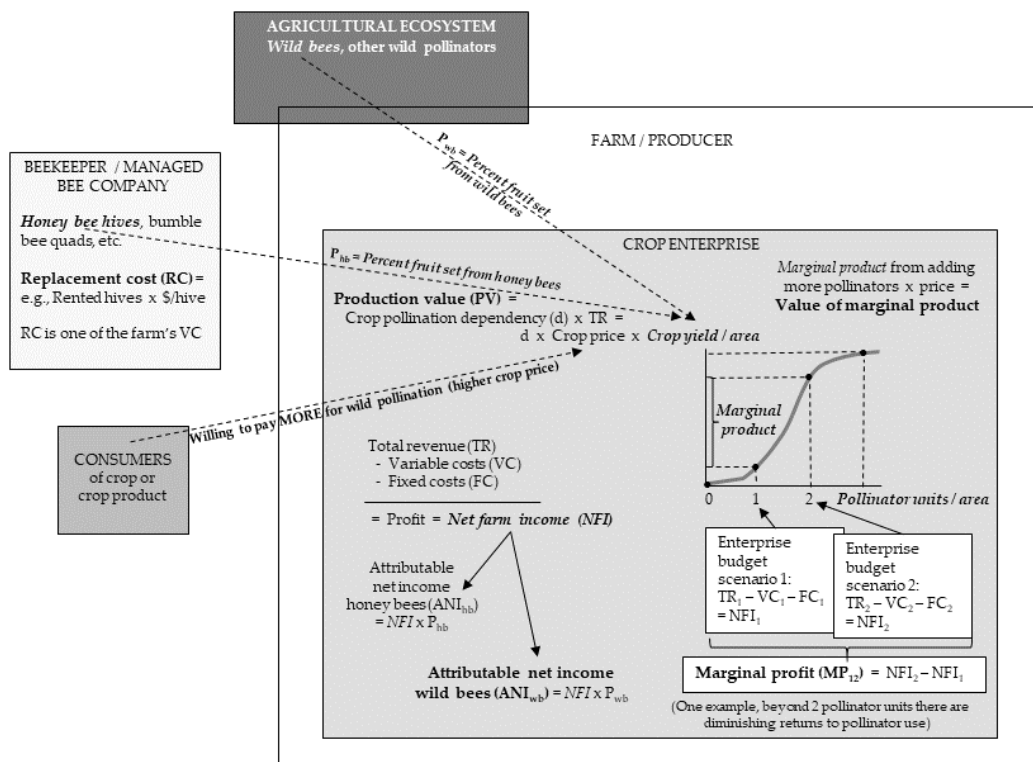 AGRICULTURAL ECOSYSTEM
Wild bees, other wild pollinators
FARM / PRODUCER
P_wb = Percent fruit set
from wild bees
BEEKEEPER / MANAGED
BEE COMPANY
Honey bee hives, bumble
bee quads, etc.
Replacement cost (RC) =
e.g., Rented hives x $/hive
RC is one of the farm's VC
P_hb = Percent fruit set from honey bees
CROP ENTERPRISE
Production value (PV) =
Crop pollination dependency (d) x TR =
d x Crop price x Crop yield / area
Marginal product from adding
more pollinators x price =
Value of marginal product
Willing to pay MORE for wild pollination (higher crop price)
CONSUMERS
of crop or
crop product
Total revenue (TR)
- Variable costs (VC)
- Fixed costs (FC)
= Profit = Net farm income (NFI)
Attributable
net income
honey bees (ANI_hb)
= NFI x P_hb
Attributable net income
wild bees (ANI_wb) = NFI x P_wb
Marginal
product
0 1 2 Pollinator units / area
Enterprise
budget
scenario 1:
TR₁ – VC₁ – FC₁
= NFI₁
Enterprise
budget
scenario 2:
TR₂ – VC₂ – FC₂
= NFI₂
Marginal profit (MP₁₂) = NFI₂ – NFI₁
(One example, beyond 2 pollinator units there are
diminishing returns to pollinator use)